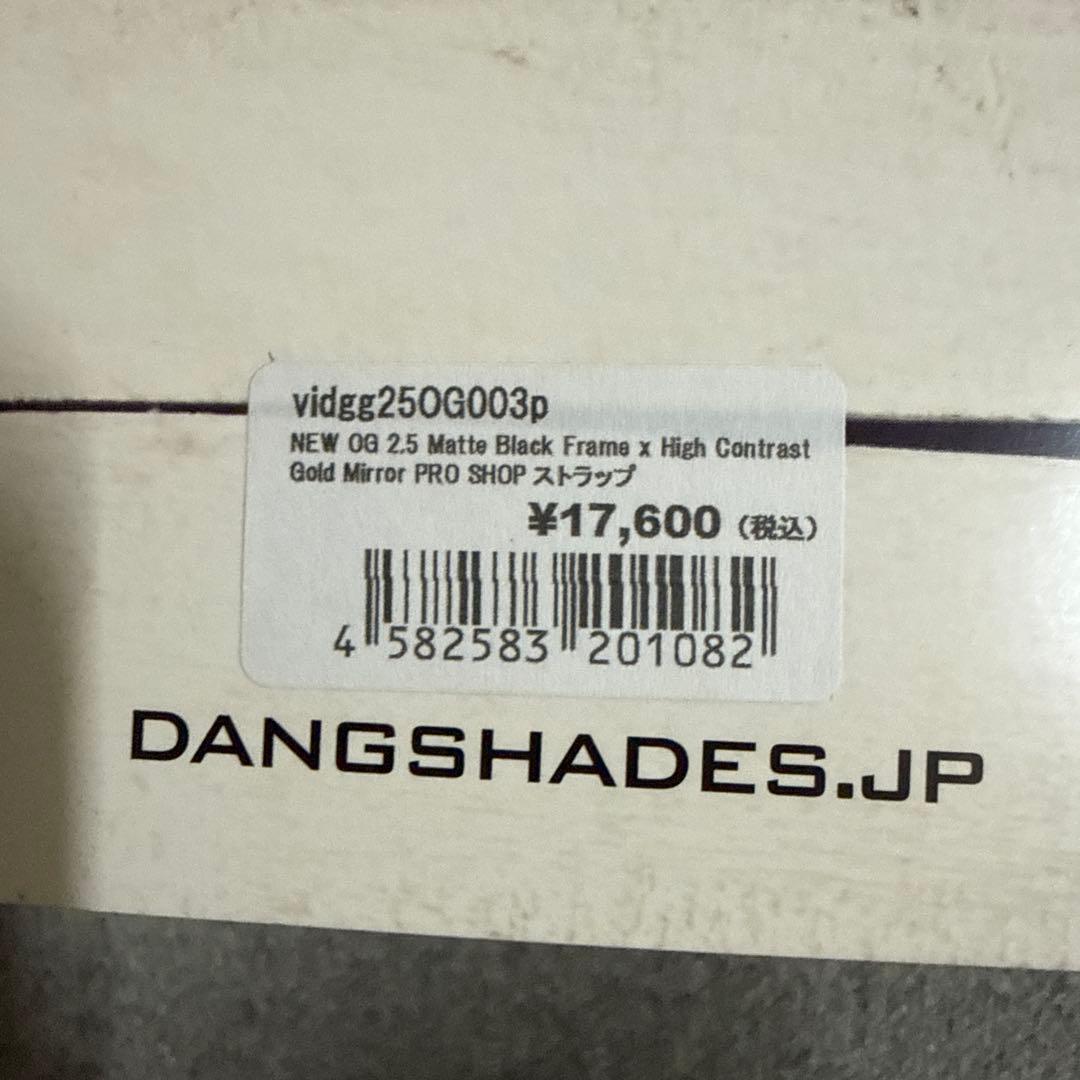 vidgg25OG003p
NEW OG 2.5 Matte Black Frame x High Contrast
Gold Mirror PRO SHOP ストラップ
¥17,600（税込）
4 582583 201082
DANGSHADES.JP